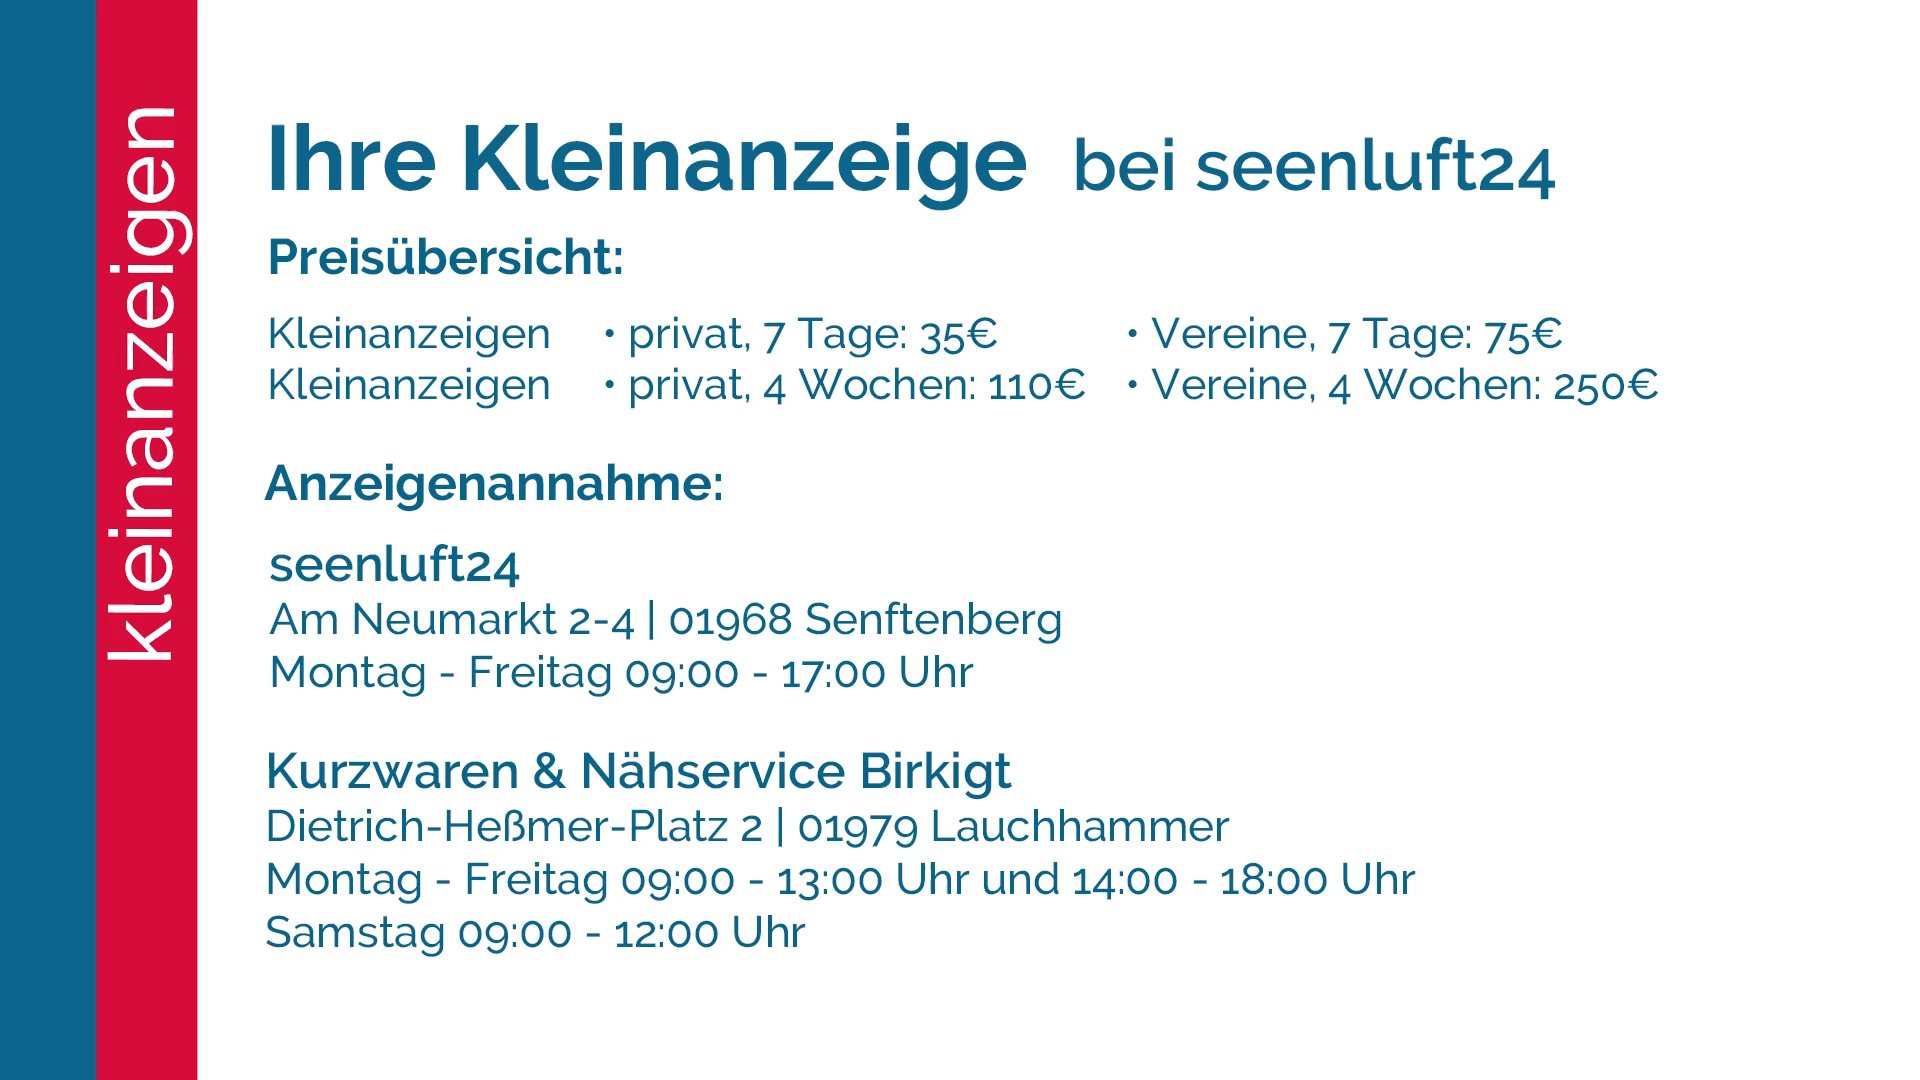 kleinanzeigen
Ihre Kleinanzeige bei seenluft24
Preisübersicht:
Kleinanzeigen • privat, 7 Tage: 35€ • Vereine, 7 Tage: 75€
Kleinanzeigen • privat, 4 Wochen: 110€ • Vereine, 4 Wochen: 250€
Anzeigenannahme:
seenluft24
Am Neumarkt 2-4 | 01968 Senftenberg
Montag - Freitag 09:00 - 17:00 Uhr
Kurzwaren & Nähservice Birkigt
Dietrich-Heßmer-Platz 2 | 01979 Lauchhammer
Montag - Freitag 09:00 - 13:00 Uhr und 14:00 - 18:00 Uhr
Samstag 09:00 - 12:00 Uhr